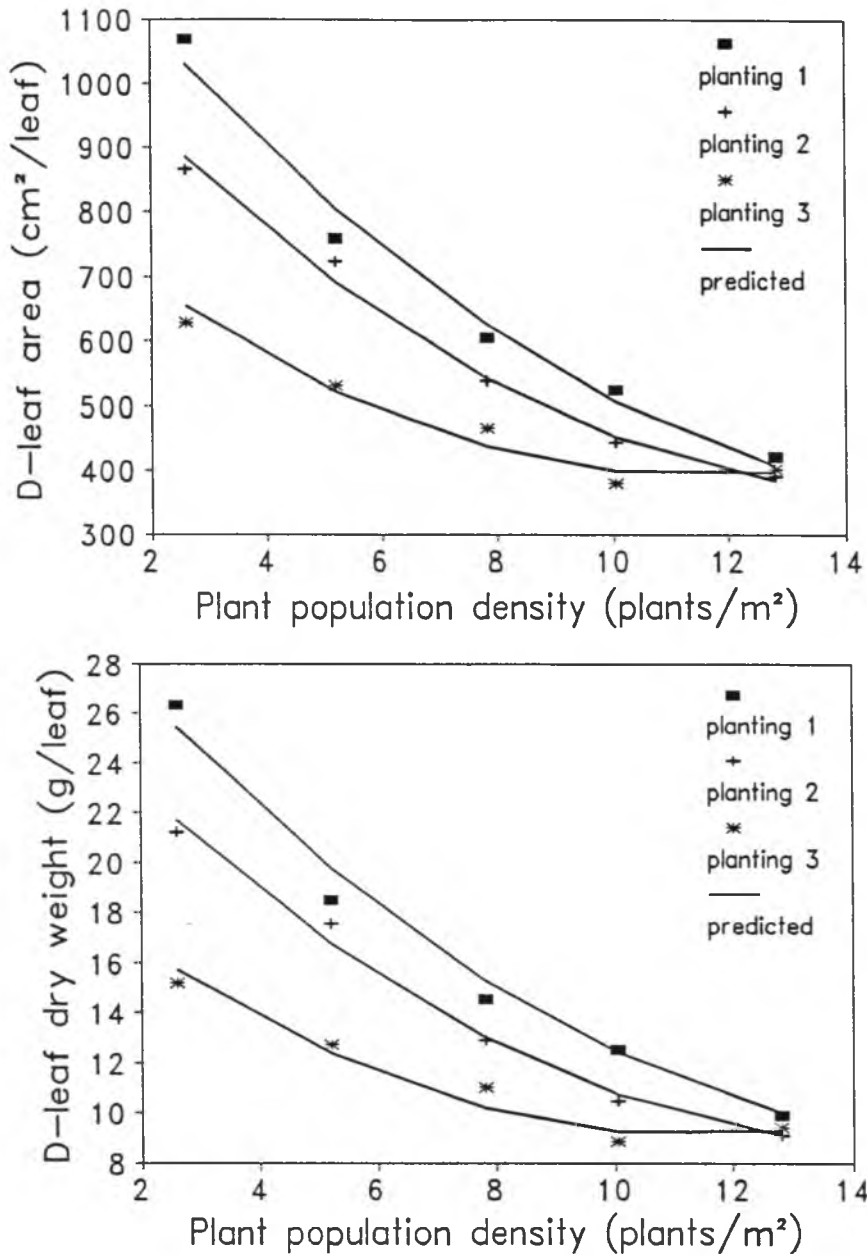 1100
1000
900
800
700
600
500
400
300
D-leaf area (cm²/leaf)
planting 1
planting 2
planting 3
predicted
2 4 6 8 10 12 14
Plant population density (plants/m²)
28
26
24
22
20
18
16
14
12
10
8
D-leaf dry weight (g/leaf)
planting 1
planting 2
planting 3
predicted
2 4 6 8 10 12 14
Plant population density (plants/m²)